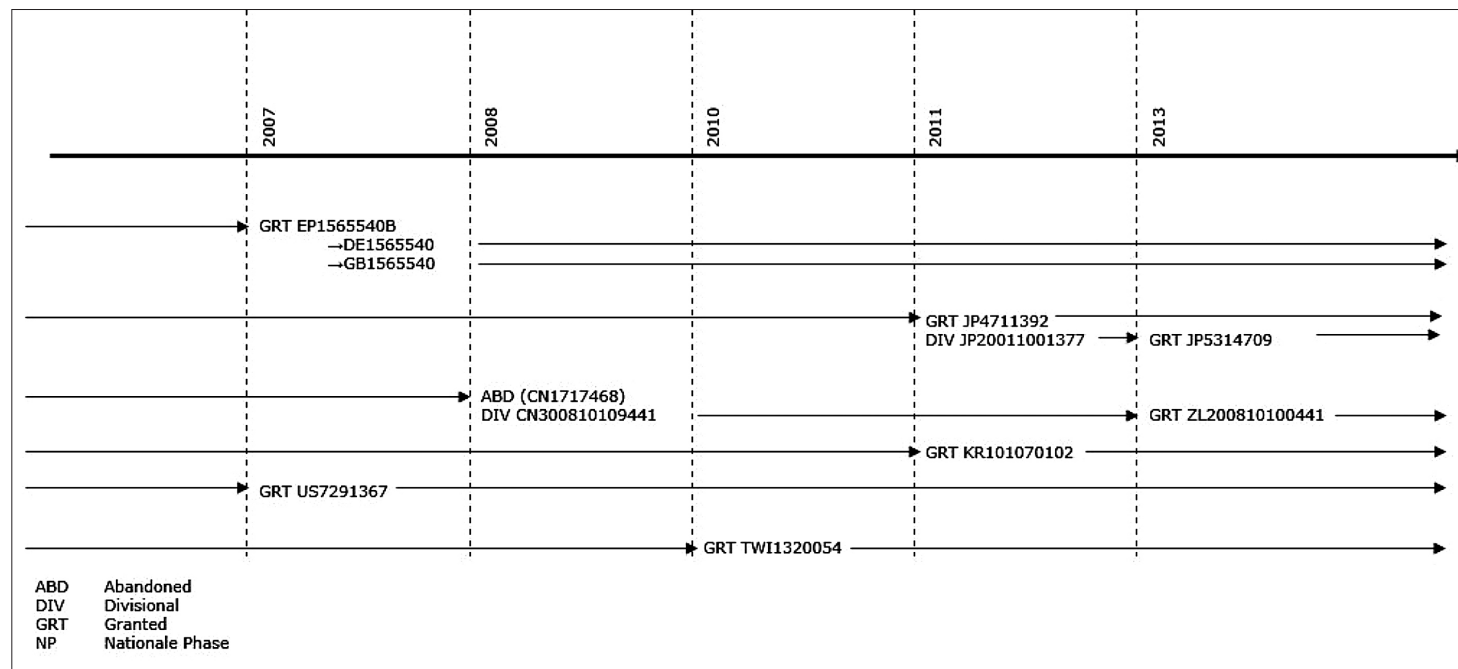 2007
2008
2010
2011
2013
GRT EP1565540B
→DE1565540
→GB1565540
GRT JP4711392
DIV JP20011001377
GRT JP5314709
ABD (CN1717468)
DIV CN300810109441
GRT ZL200810100441
GRT KR101070102
GRT US7291367
GRT TWI1320054
ABD Abandoned
DIV Divisional
GRT Granted
NP Nationale Phase